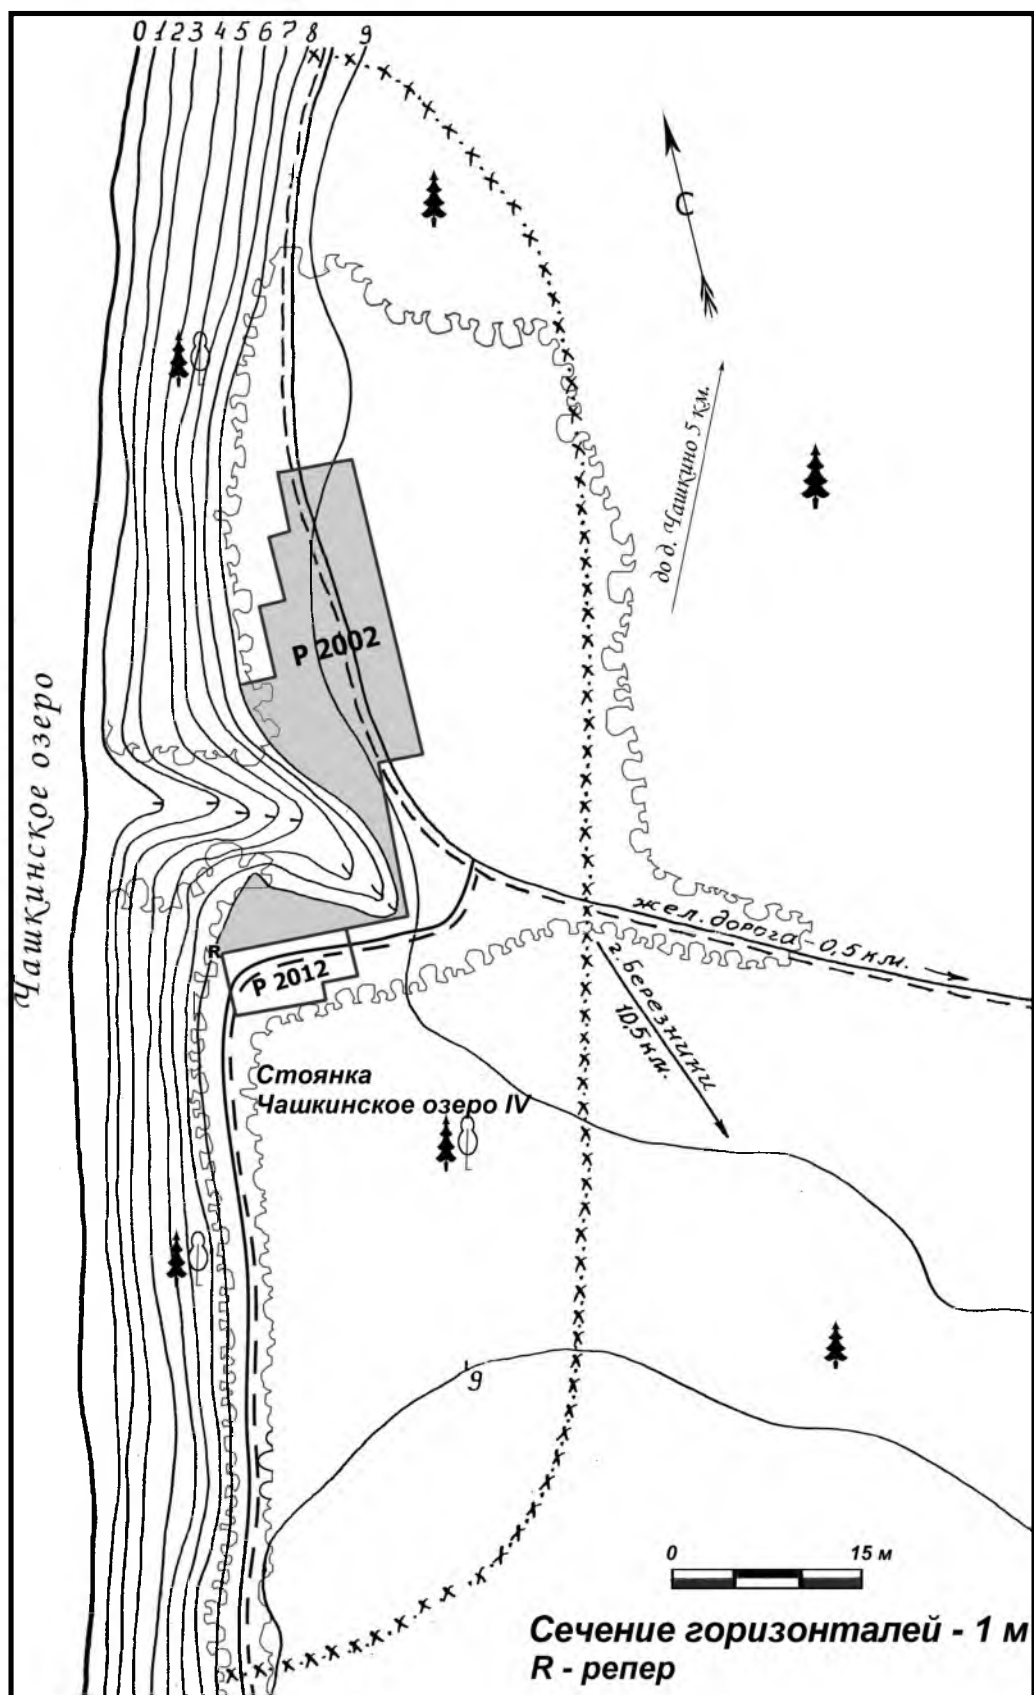 0 1 2 3 4 5 6 7 8 9
С
до д. Чашкино 5 км.
Р 2002
Чашкинское озеро
жел. дорога - 0,5 км.
R
Р 2012
г. Березники
10,5 км.
Стоянка
Чашкинское озеро IV
9
0 15 м
Сечение горизонталей - 1 м
R - репер